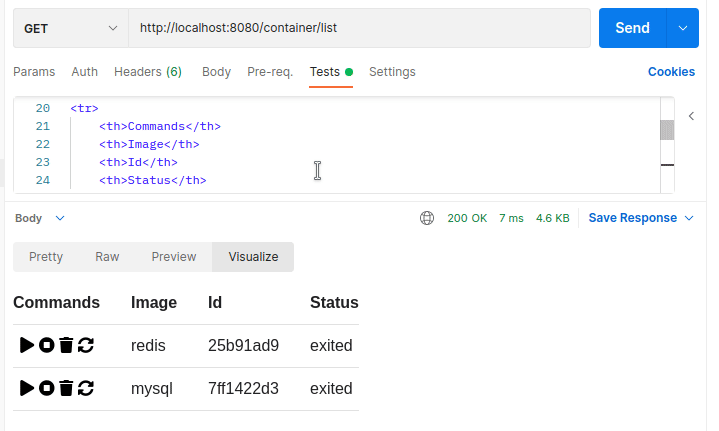 GET http://localhost:8080/container/list Send
Params Auth Headers (6) Body Pre-req. Tests Settings Cookies
20 <tr>
21 <th>Commands</th>
22 <th>Image</th>
23 <th>Id</th>
24 <th>Status</th>
Body 200 OK 7 ms 4.6 KB Save Response
Pretty Raw Preview Visualize
Commands Image Id Status
redis 25b91ad9 exited
mysql 7ff1422d3 exited